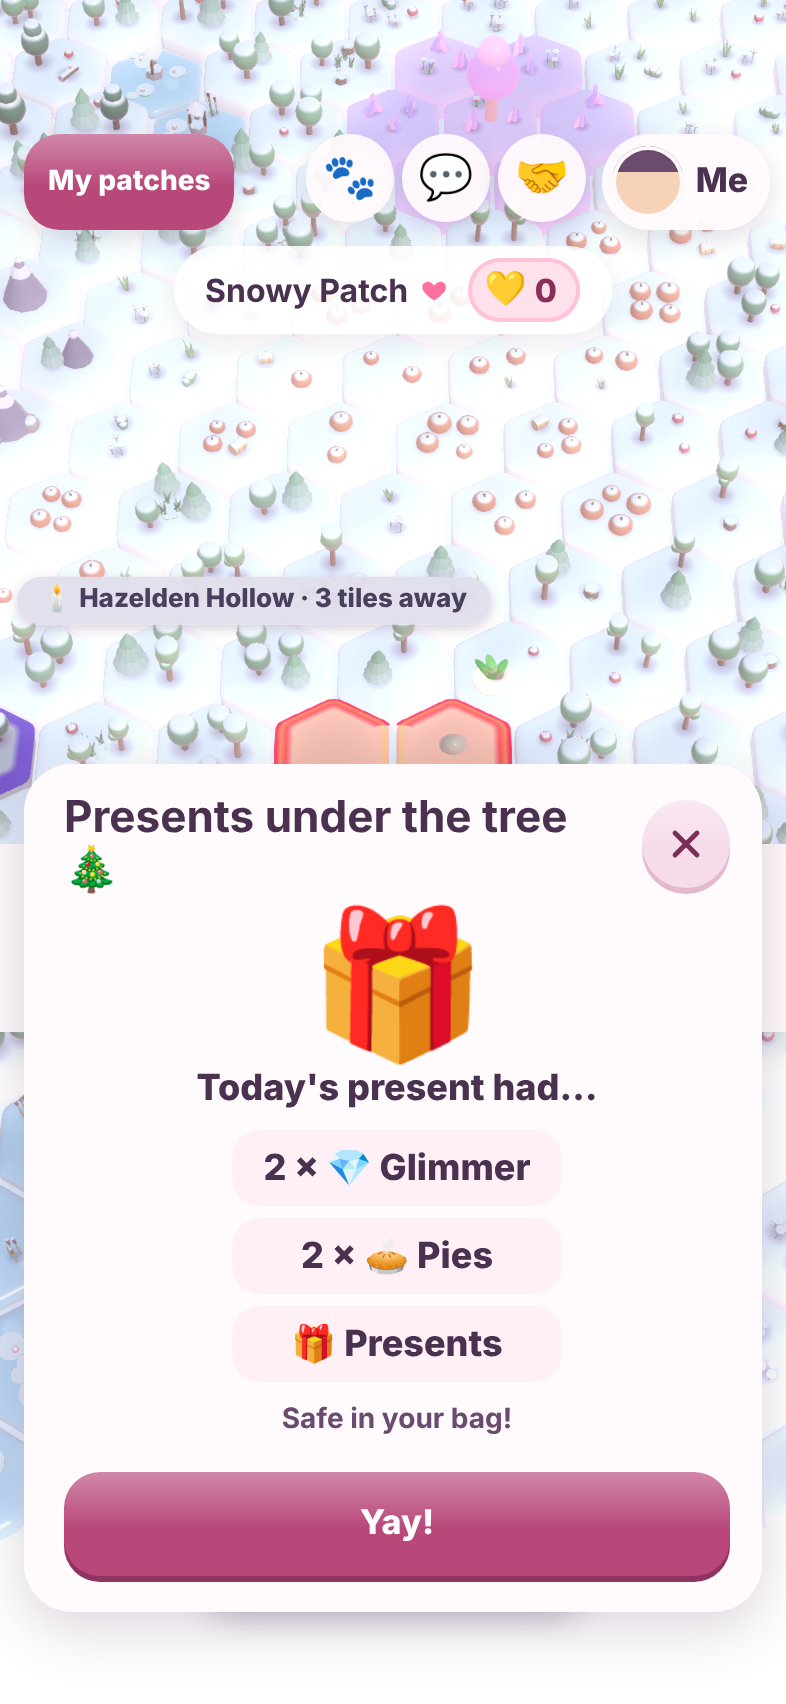 My patches
Me
Snowy Patch
0
Hazelden Hollow · 3 tiles away
Presents under the tree
Today's present had...
2 × Glimmer
2 × Pies
Presents
Safe in your bag!
Yay!